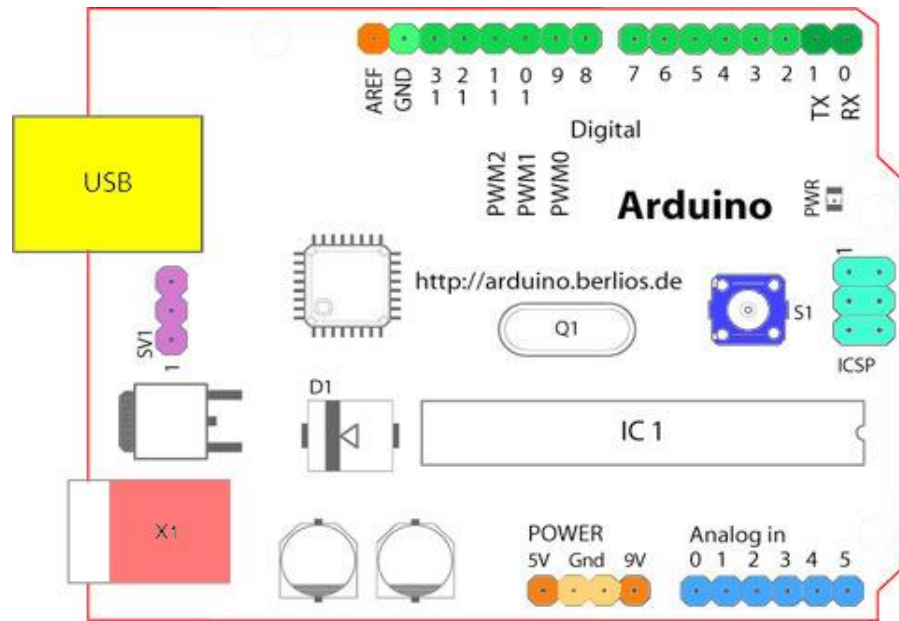 AREF GND 13 12 11 10 9 8 7 6 5 4 3 2 1 0
TX RX
Digital
PWM2 PWM1 PWM0
USB
Arduino
PWR
1
http://arduino.berlios.de
S1
SV1
1
Q1
ICSP
D1
IC 1
X1
POWER
5V Gnd 9V
Analog in
0 1 2 3 4 5